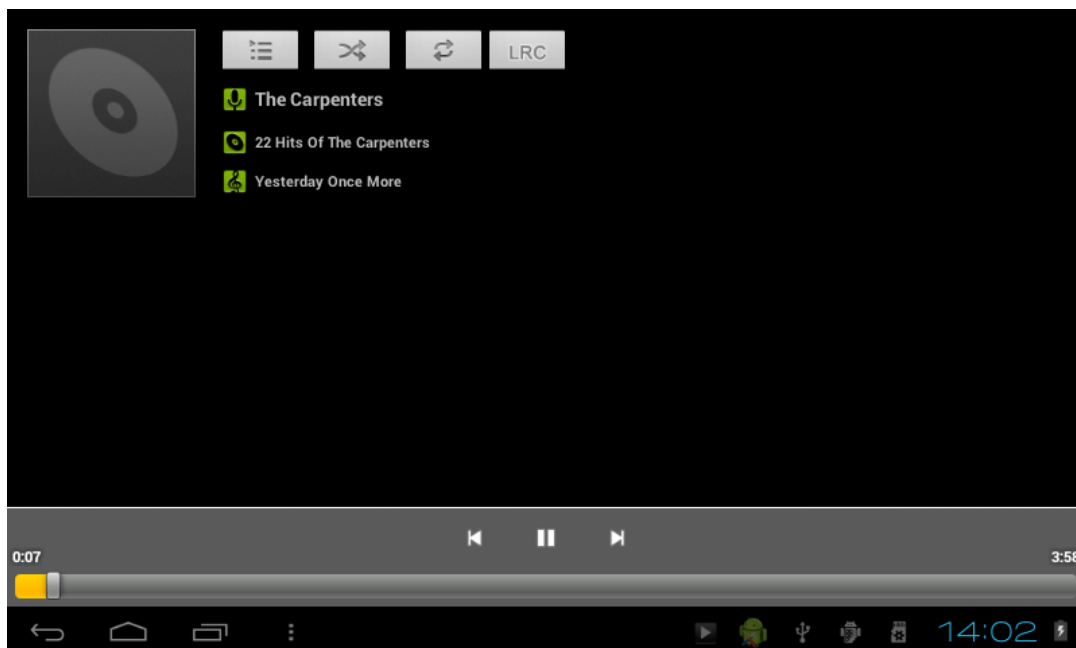 LRC
The Carpenters
22 Hits Of The Carpenters
Yesterday Once More
0:07
3:58
14:02